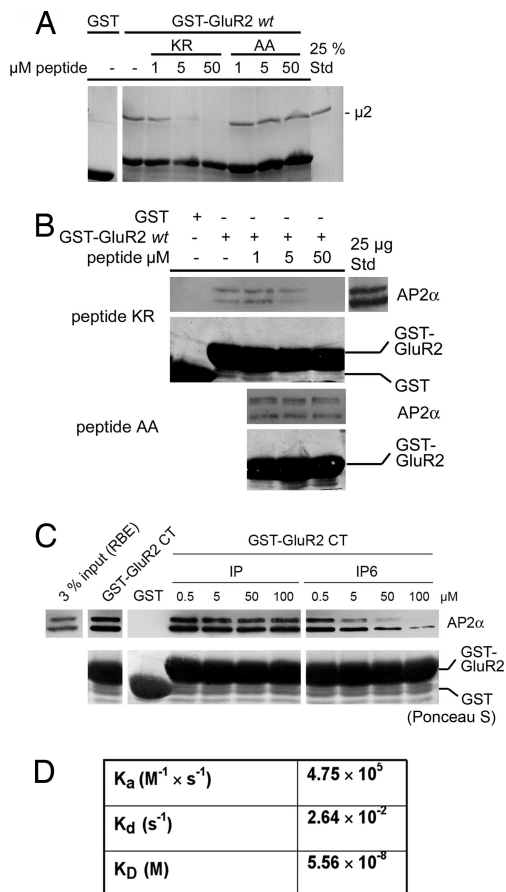 A
GST GST-GluR2 wt
KR AA 25 %
µM peptide - - 1 5 50 1 5 50 Std
- µ2
B
GST + - - - -
GST-GluR2 wt - + + + + 25 µg
peptide µM - - 1 5 50 Std
AP2α
peptide KR
GST-
GluR2
GST
AP2α
peptide AA
GST-
GluR2
C
3 % input (RBE)
GST-GluR2 CT
GST
GST-GluR2 CT
IP IP6
0.5 5 50 100 0.5 5 50 100 µM
AP2α
GST-
GluR2
GST
(Ponceau S)
D
Ka (M-1 × s-1) 4.75 × 105
Kd (s-1) 2.64 × 10-2
KD (M) 5.56 × 10-8